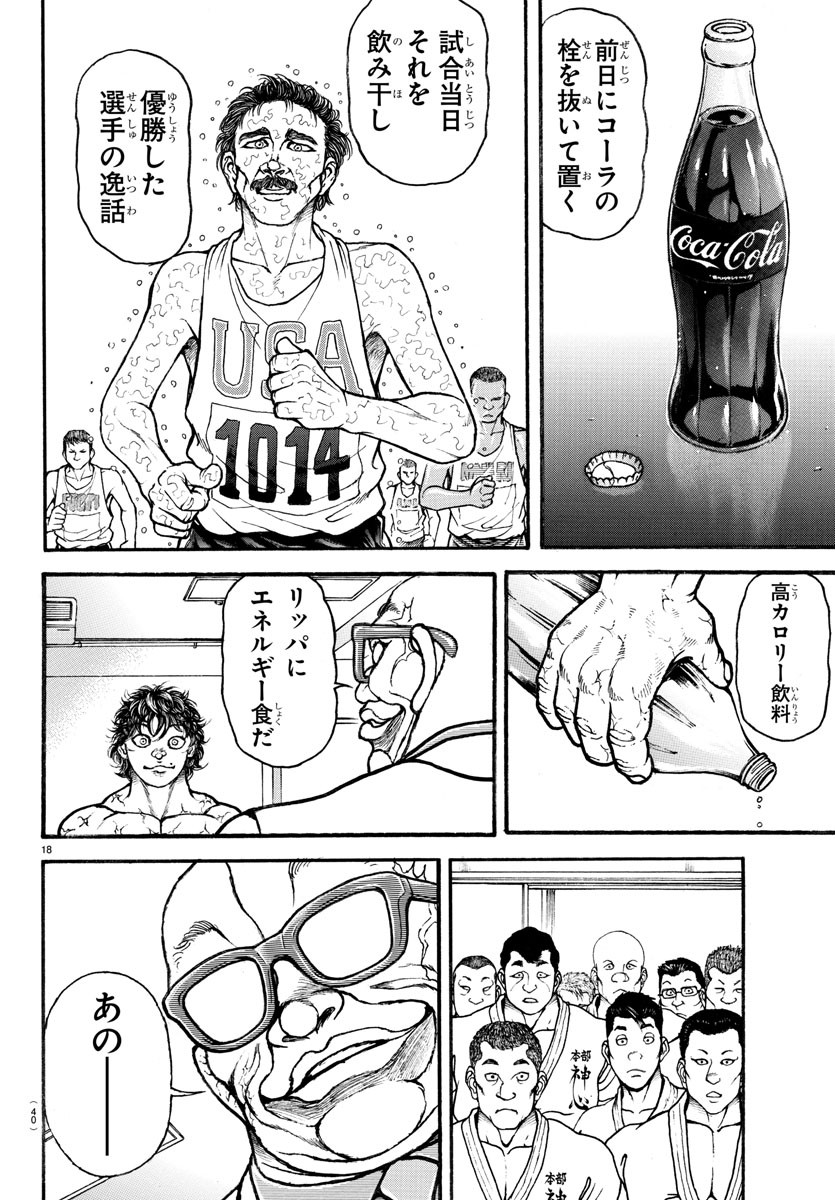 前日にコーラの
栓を抜いて置く
Coca-Cola
試合当日
それを
飲み干し
優勝した
選手の逸話
USA
1014
高カロリー飲料
リッパに
エネルギー食だ
18
本部
神心
本部
神
あの──
(40)